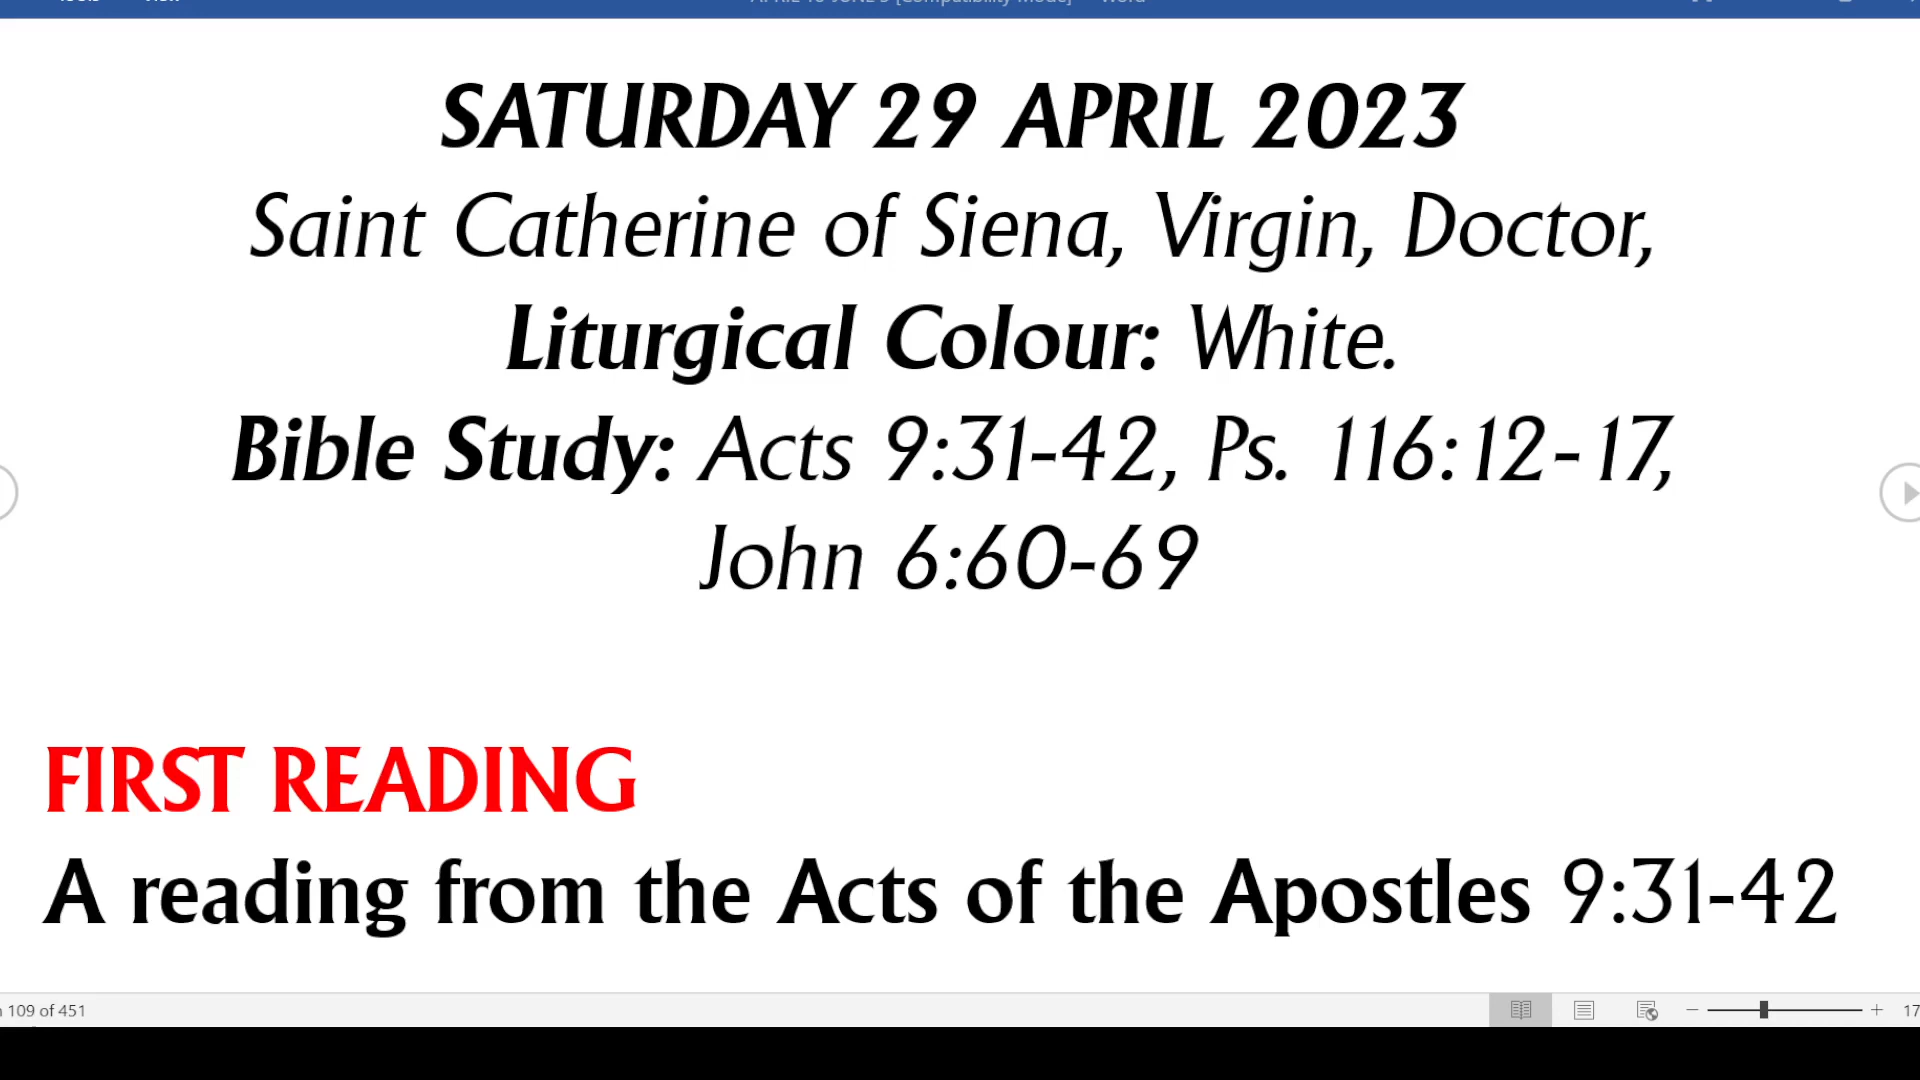 SATURDAY 29 APRIL 2023
Saint Catherine of Siena, Virgin, Doctor,
Liturgical Colour: White.
Bible Study: Acts 9:31-42, Ps. 116:12-17,
John 6:60-69
FIRST READING
A reading from the Acts of the Apostles 9:31-42
109 of 451